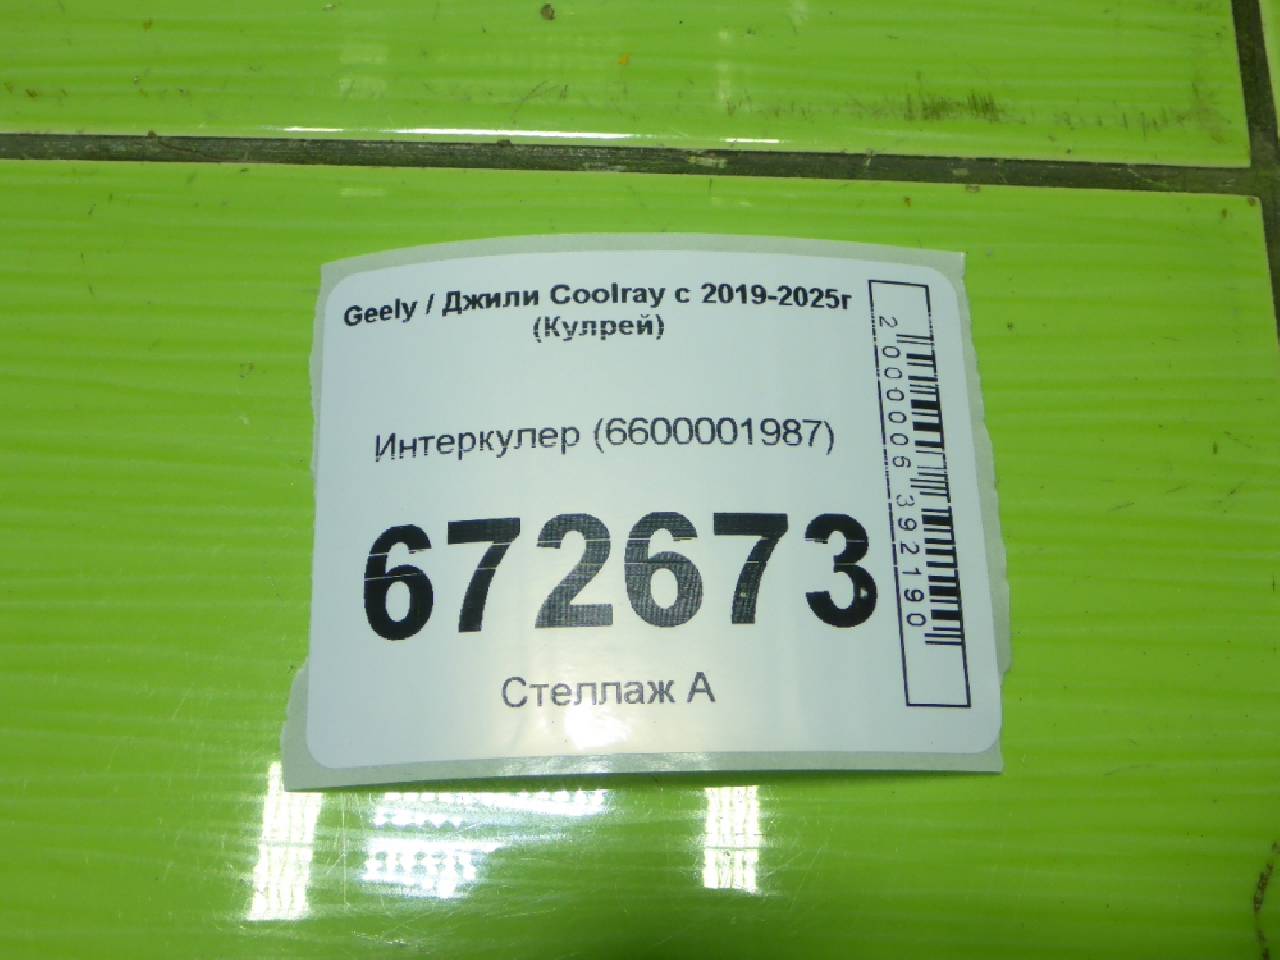 Geely / Джили Coolray с 2019-2025г
(Кулрей)
Интеркулер (6600001987)
672673
Стеллаж А
2000006392190